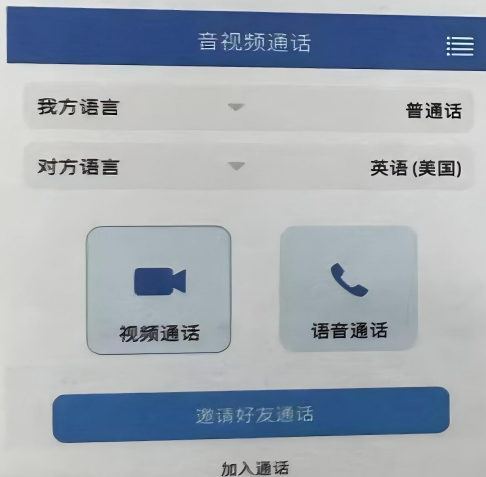 音视频通话
我方语言 普通话
对方语言 英语(美国)
视频通话 语音通话
邀请好友通话
加入通话